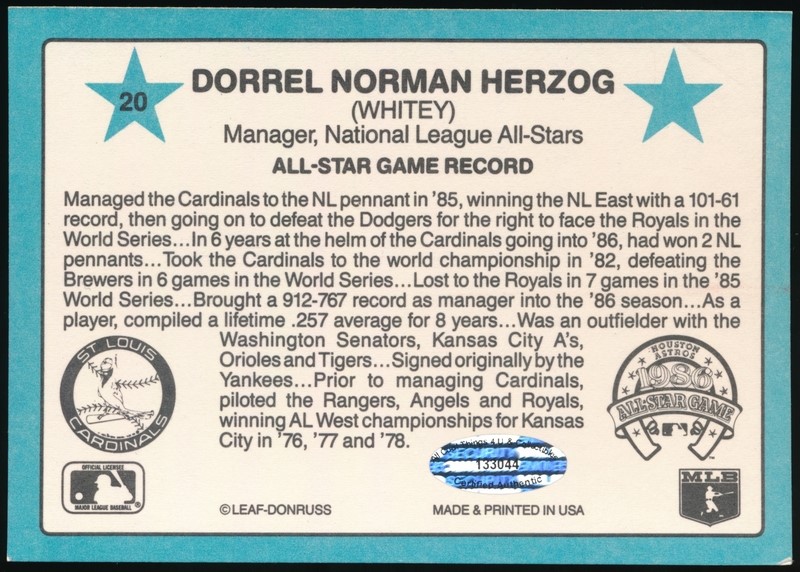 20
DORREL NORMAN HERZOG
(WHITEY)
Manager, National League All-Stars
ALL-STAR GAME RECORD
Managed the Cardinals to the NL pennant in '85, winning the NL East with a 101-61
record, then going on to defeat the Dodgers for the right to face the Royals in the
World Series...In 6 years at the helm of the Cardinals going into '86, had won 2 NL
pennants...Took the Cardinals to the world championship in '82, defeating the
Brewers in 6 games in the World Series...Lost to the Royals in 7 games in the '85
World Series...Brought a 912-767 record as manager into the '86 season...As a
player, compiled a lifetime .257 average for 8 years...Was an outfielder with the
Washington Senators, Kansas City A's,
Orioles and Tigers...Signed originally by the
Yankees...Prior to managing Cardinals,
piloted the Rangers, Angels and Royals,
winning AL West championships for Kansas
City in '76, '77 and '78.
ST LOUIS
CARDINALS
HOUSTON
ASTROS
1986
ALL-STAR GAME
133044
Certified Authentic
OFFICIAL LICENSEE
MAJOR LEAGUE BASEBALL
®
MLB
©LEAF-DONRUSS
MADE & PRINTED IN USA